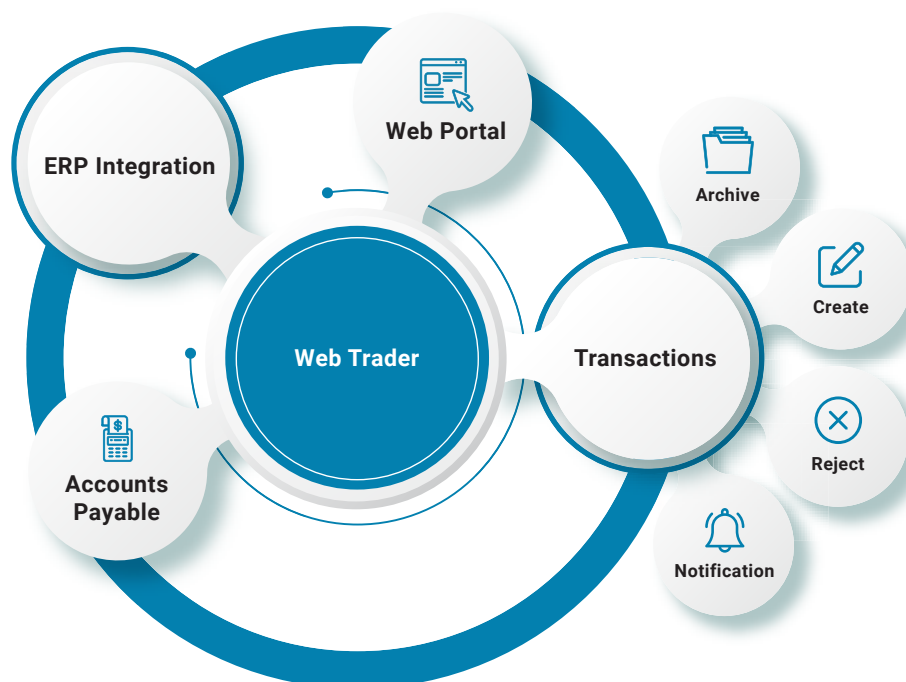 Web Portal
ERP Integration
Archive
Create
Web Trader
Transactions
Reject
Accounts
Payable
$
Notification